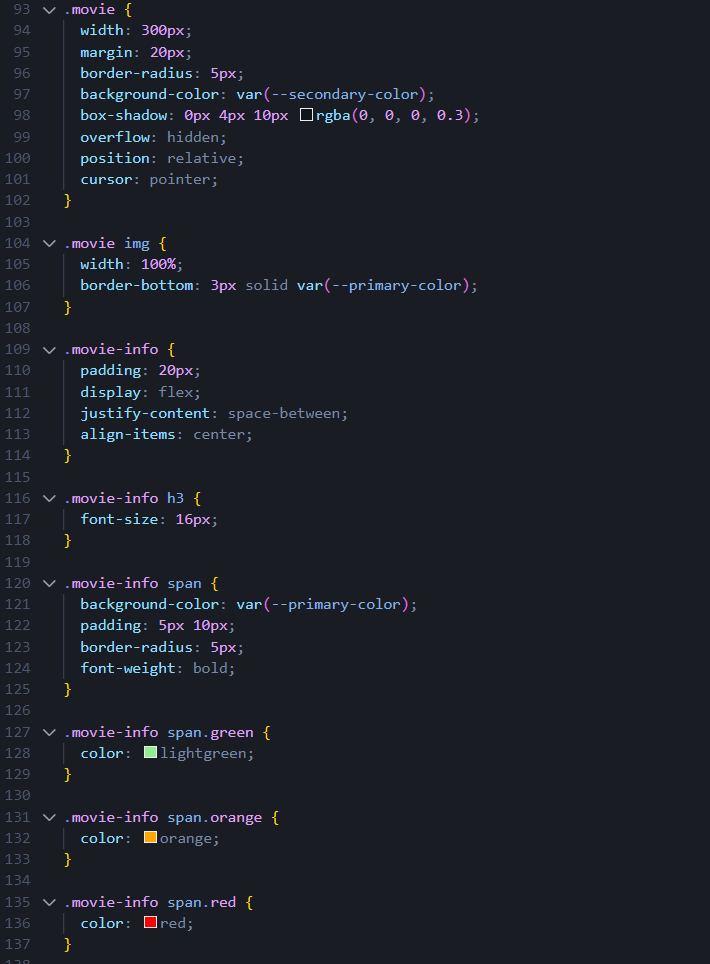 93 .movie {
94 width: 300px;
95 margin: 20px;
96 border-radius: 5px;
97 background-color: var(--secondary-color);
98 box-shadow: 0px 4px 10px rgba(0, 0, 0, 0.3);
99 overflow: hidden;
100 position: relative;
101 cursor: pointer;
102 }
103
104 .movie img {
105 width: 100%;
106 border-bottom: 3px solid var(--primary-color);
107 }
108
109 .movie-info {
110 padding: 20px;
111 display: flex;
112 justify-content: space-between;
113 align-items: center;
114 }
115
116 .movie-info h3 {
117 font-size: 16px;
118 }
119
120 .movie-info span {
121 background-color: var(--primary-color);
122 padding: 5px 10px;
123 border-radius: 5px;
124 font-weight: bold;
125 }
126
127 .movie-info span.green {
128 color: lightgreen;
129 }
130
131 .movie-info span.orange {
132 color: orange;
133 }
134
135 .movie-info span.red {
136 color: red;
137 }